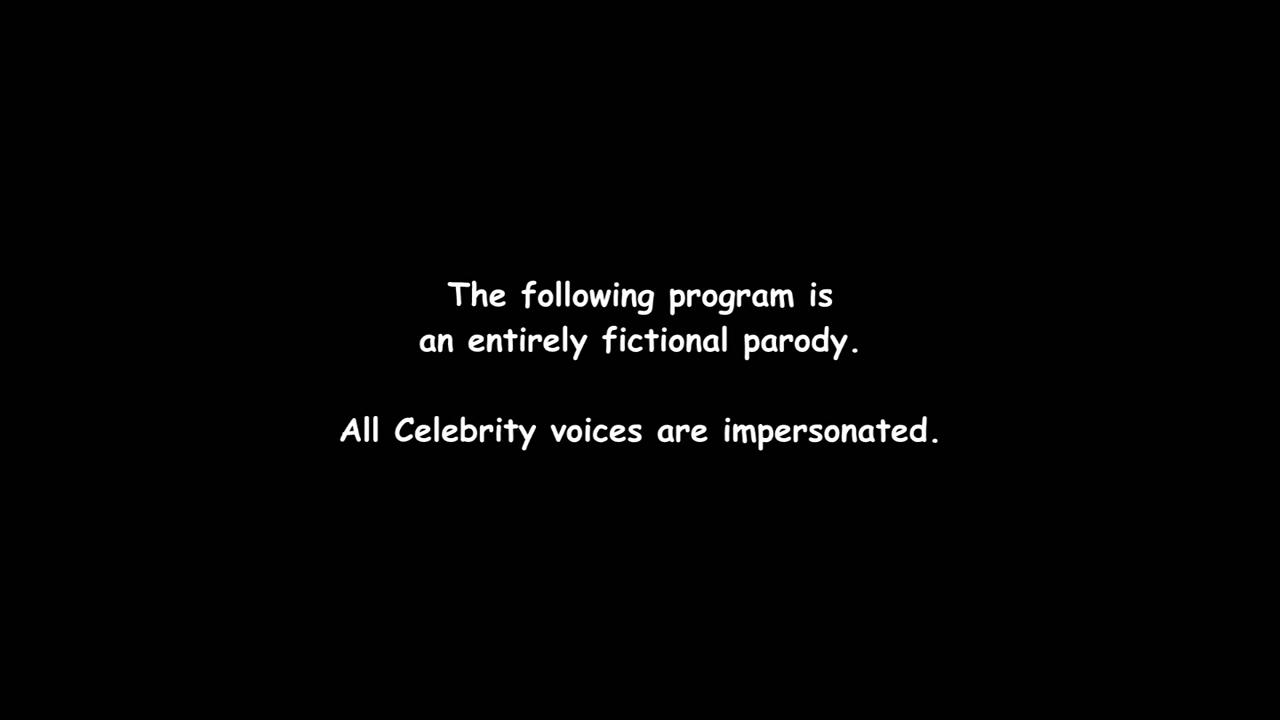 The following program is
an entirely fictional parody.
All Celebrity voices are impersonated.